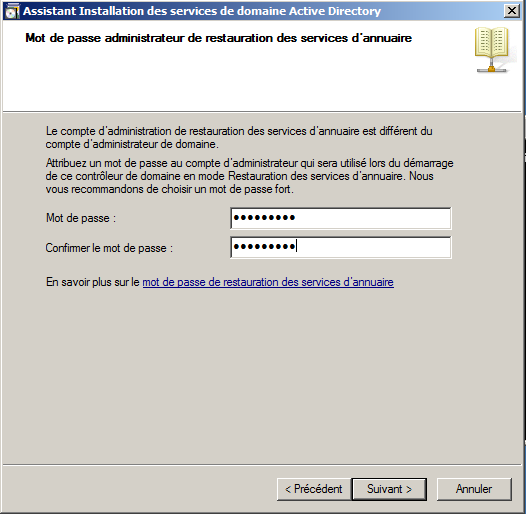 Assistant Installation des services de domaine Active Directory
Mot de passe administrateur de restauration des services d'annuaire
Le compte d'administration de restauration des services d'annuaire est différent du
compte d'administrateur de domaine.
Attribuez un mot de passe au compte d'administrateur qui sera utilisé lors du démarrage
de ce contrôleur de domaine en mode Restauration des services d'annuaire. Nous
vous recommandons de choisir un mot de passe fort.
Mot de passe : •••••••••
Confirmer le mot de passe : •••••••••
En savoir plus sur le mot de passe de restauration des services d'annuaire
< Précédent Suivant > Annuler